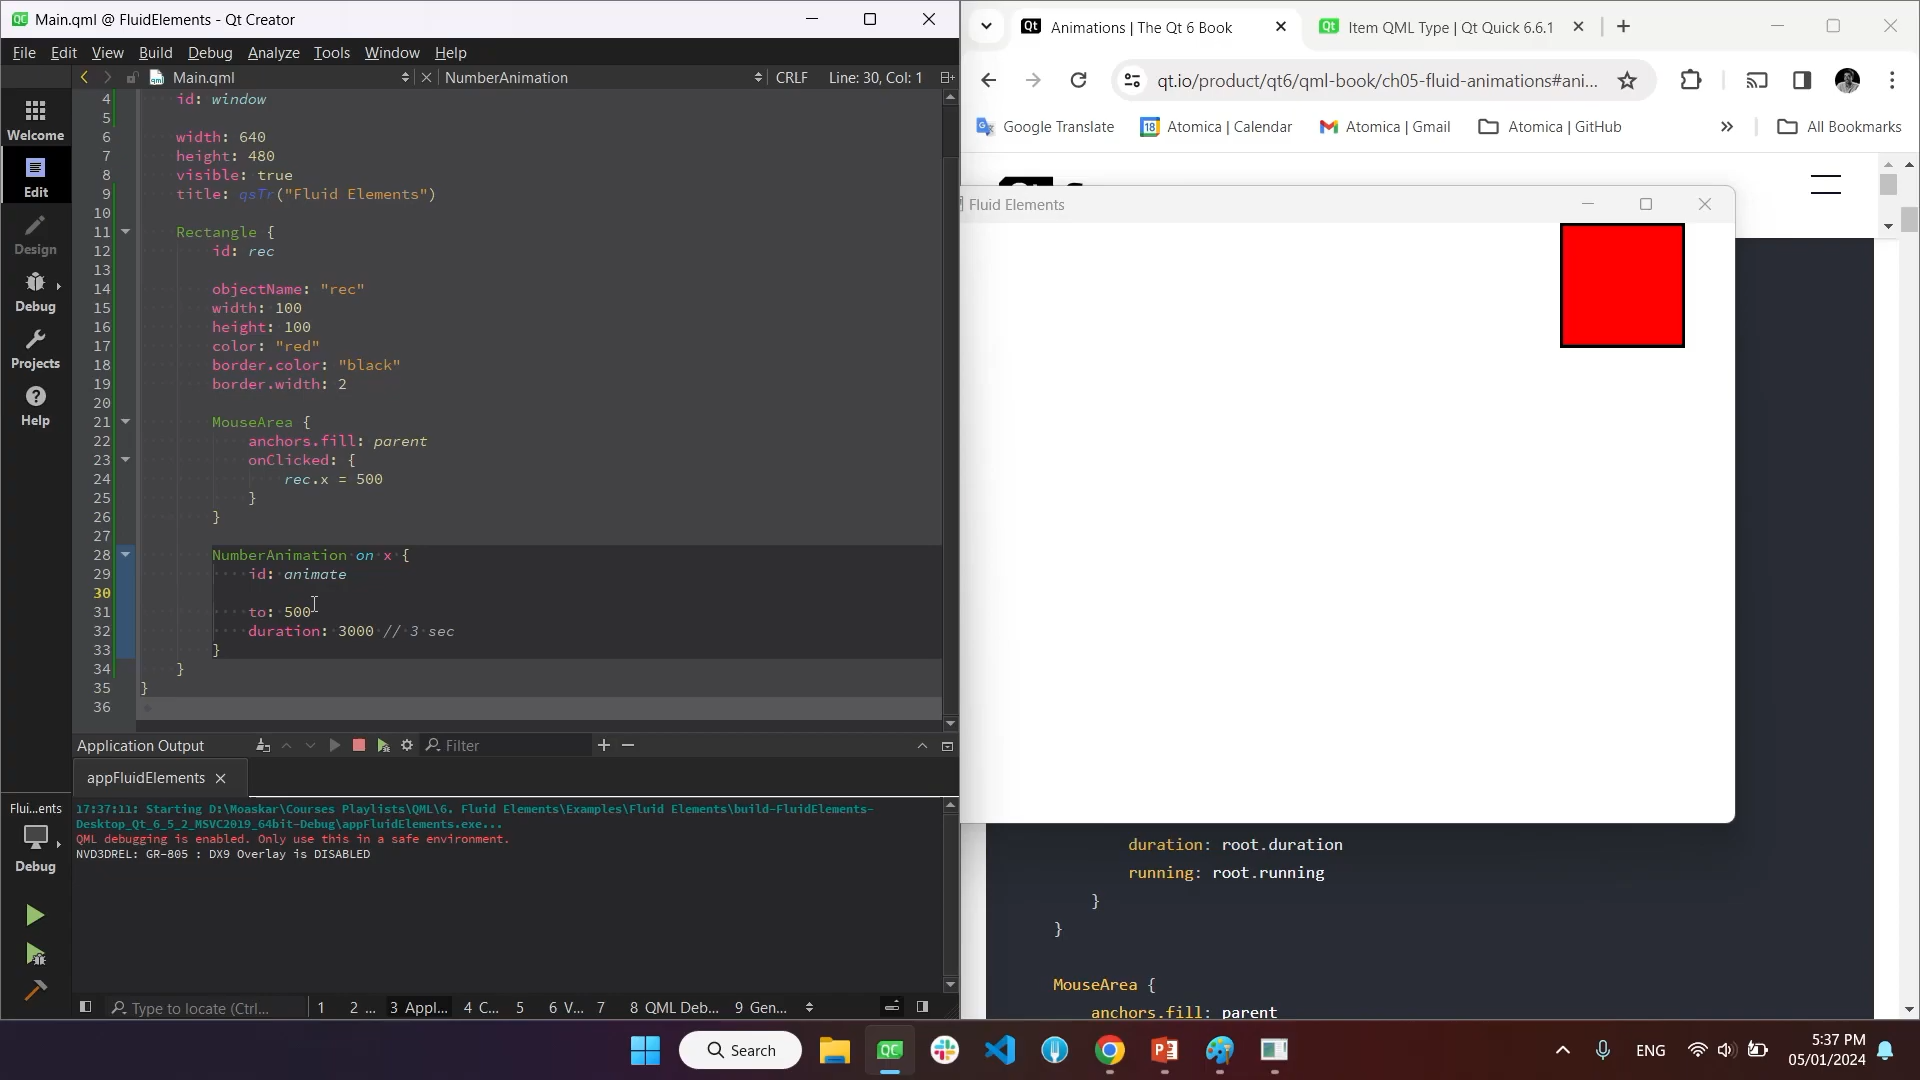 Main.qml @ FluidElements - Qt Creator
File Edit View Build Debug Analyze Tools Window Help
Main.qml NumberAnimation CRLF Line: 30, Col: 1
Welcome
Edit
Design
Debug
Projects
Help
Flui...ents
Debug
4 id: window
5
6 width: 640
7 height: 480
8 visible: true
9 title: qsTr("Fluid Elements")
10
11 Rectangle {
12 id: rec
13
14 objectName: "rec"
15 width: 100
16 height: 100
17 color: "red"
18 border.color: "black"
19 border.width: 2
20
21 MouseArea {
22 anchors.fill: parent
23 onClicked: {
24 rec.x = 500
25 }
26 }
27
28 NumberAnimation on x {
29 id: animate
30
31 to: 500
32 duration: 3000 // 3 sec
33 }
34 }
35 }
36
Application Output Filter
appFluidElements
17:37:11: Starting D:\Moaskar\Courses Playlists\QML\6. Fluid Elements\Examples\Fluid Elements\build-FluidElements-
Desktop_Qt_6_5_2_MSVC2019_64bit-Debug\appFluidElements.exe...
QML debugging is enabled. Only use this in a safe environment.
NVD3DREL: GR-805 : DX9 Overlay is DISABLED
Type to locate (Ctrl... 1 2 ... 3 Appl... 4 C... 5 6 V... 7 8 QML Deb... 9 Gen...
Animations | The Qt 6 Book Item QML Type | Qt Quick 6.6.1
qt.io/product/qt6/qml-book/ch05-fluid-animations#ani...
Google Translate Atomica | Calendar Atomica | Gmail Atomica | GitHub All Bookmarks
Fluid Elements
duration: root.duration
running: root.running
}
}
MouseArea {
anchors.fill: parent
Search
ENG
5:37 PM
05/01/2024